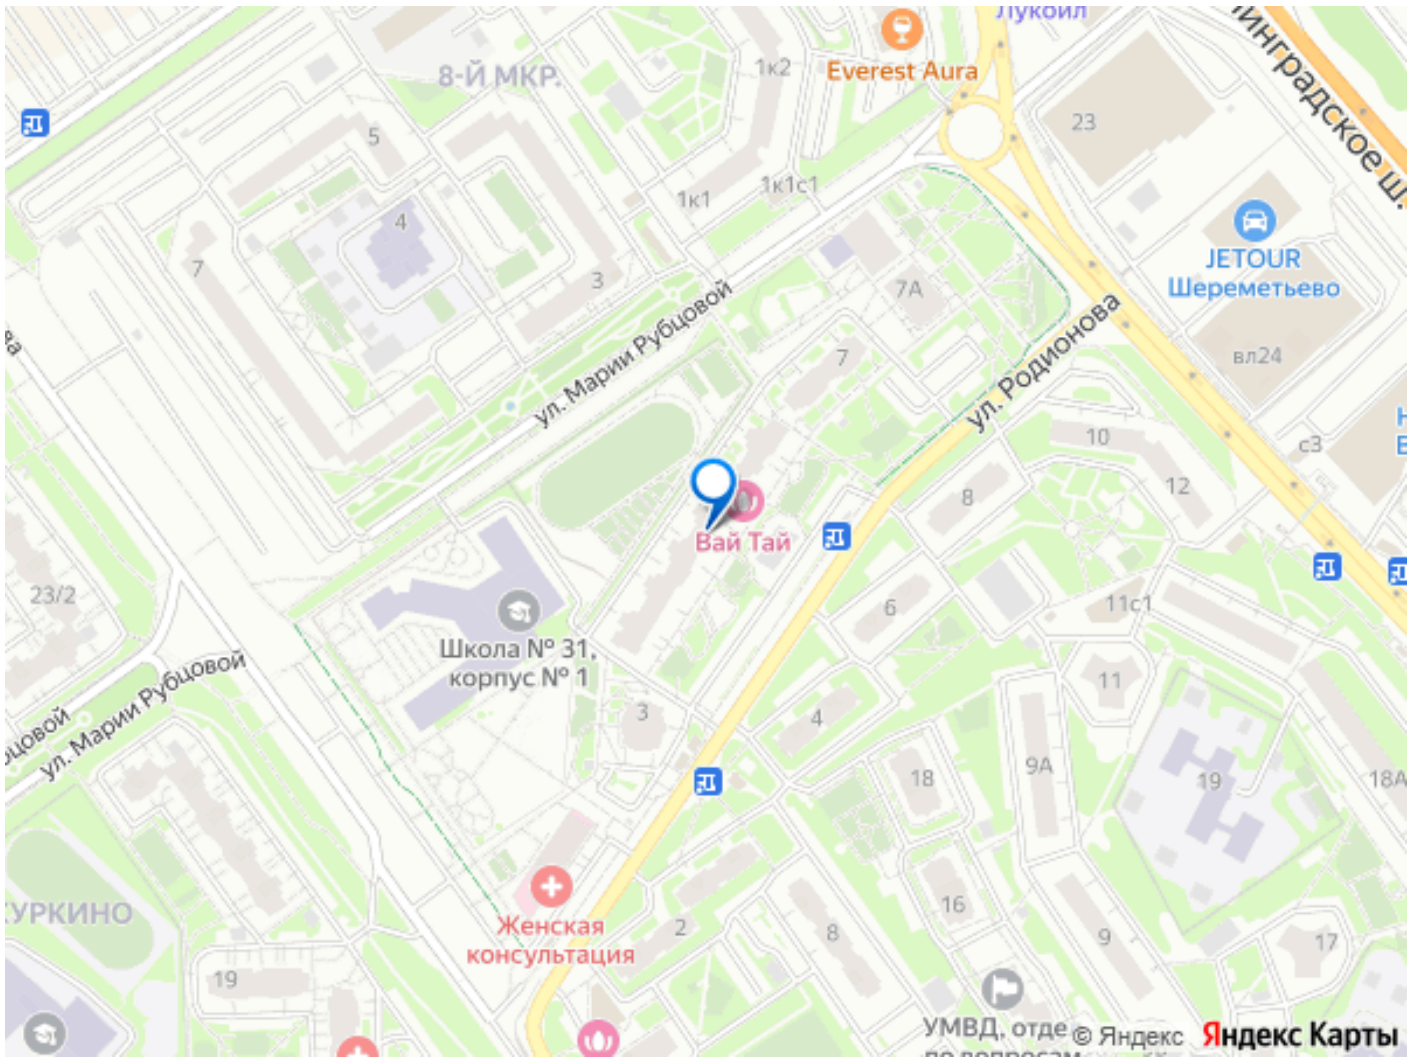 Лукойл
Everest Aura
8-Й МКР.
1к2
23
5
1к1с1
1к1
4
7
3
7А
JETOUR
Шереметьево
ул. Марии Рубцовой
7
вл24
ул. Родионова
10
с3
12
8
Вай Тай
23/2
6
11с1
Школа № 31,
корпус № 1
ул. Марии Рубцовой
11
3
4
18
9А
19
18А
КУРКИНО
Женская
консультация
2
8
16
9
17
19
УМВД, отде
© Яндекс
Яндекс Карты